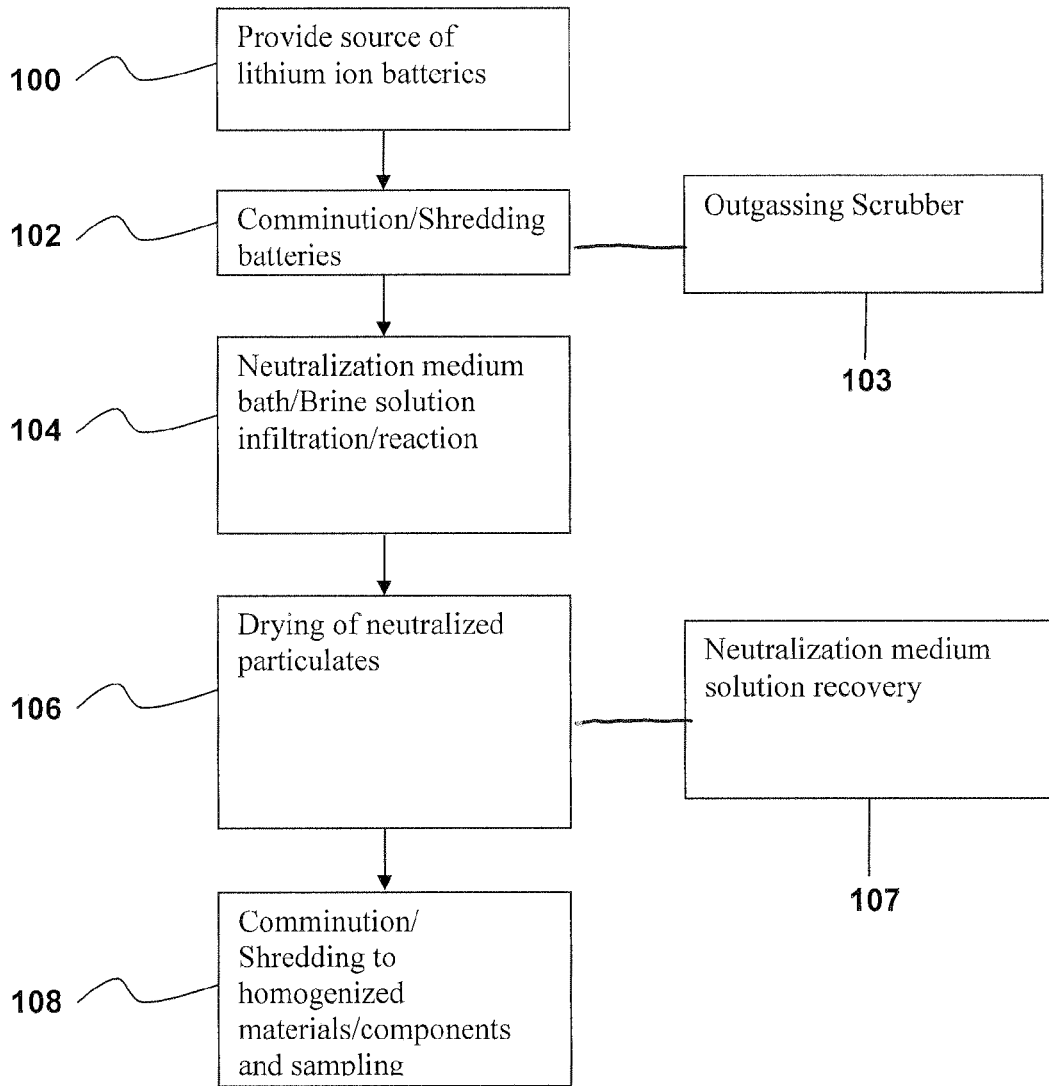 Provide source of
lithium ion batteries
100
Comminution/Shredding
batteries
102
Outgassing Scrubber
103
Neutralization medium
bath/Brine solution
infiltration/reaction
104
Drying of neutralized
particulates
106
Neutralization medium
solution recovery
107
Comminution/
Shredding to
homogenized
materials/components
and sampling
108